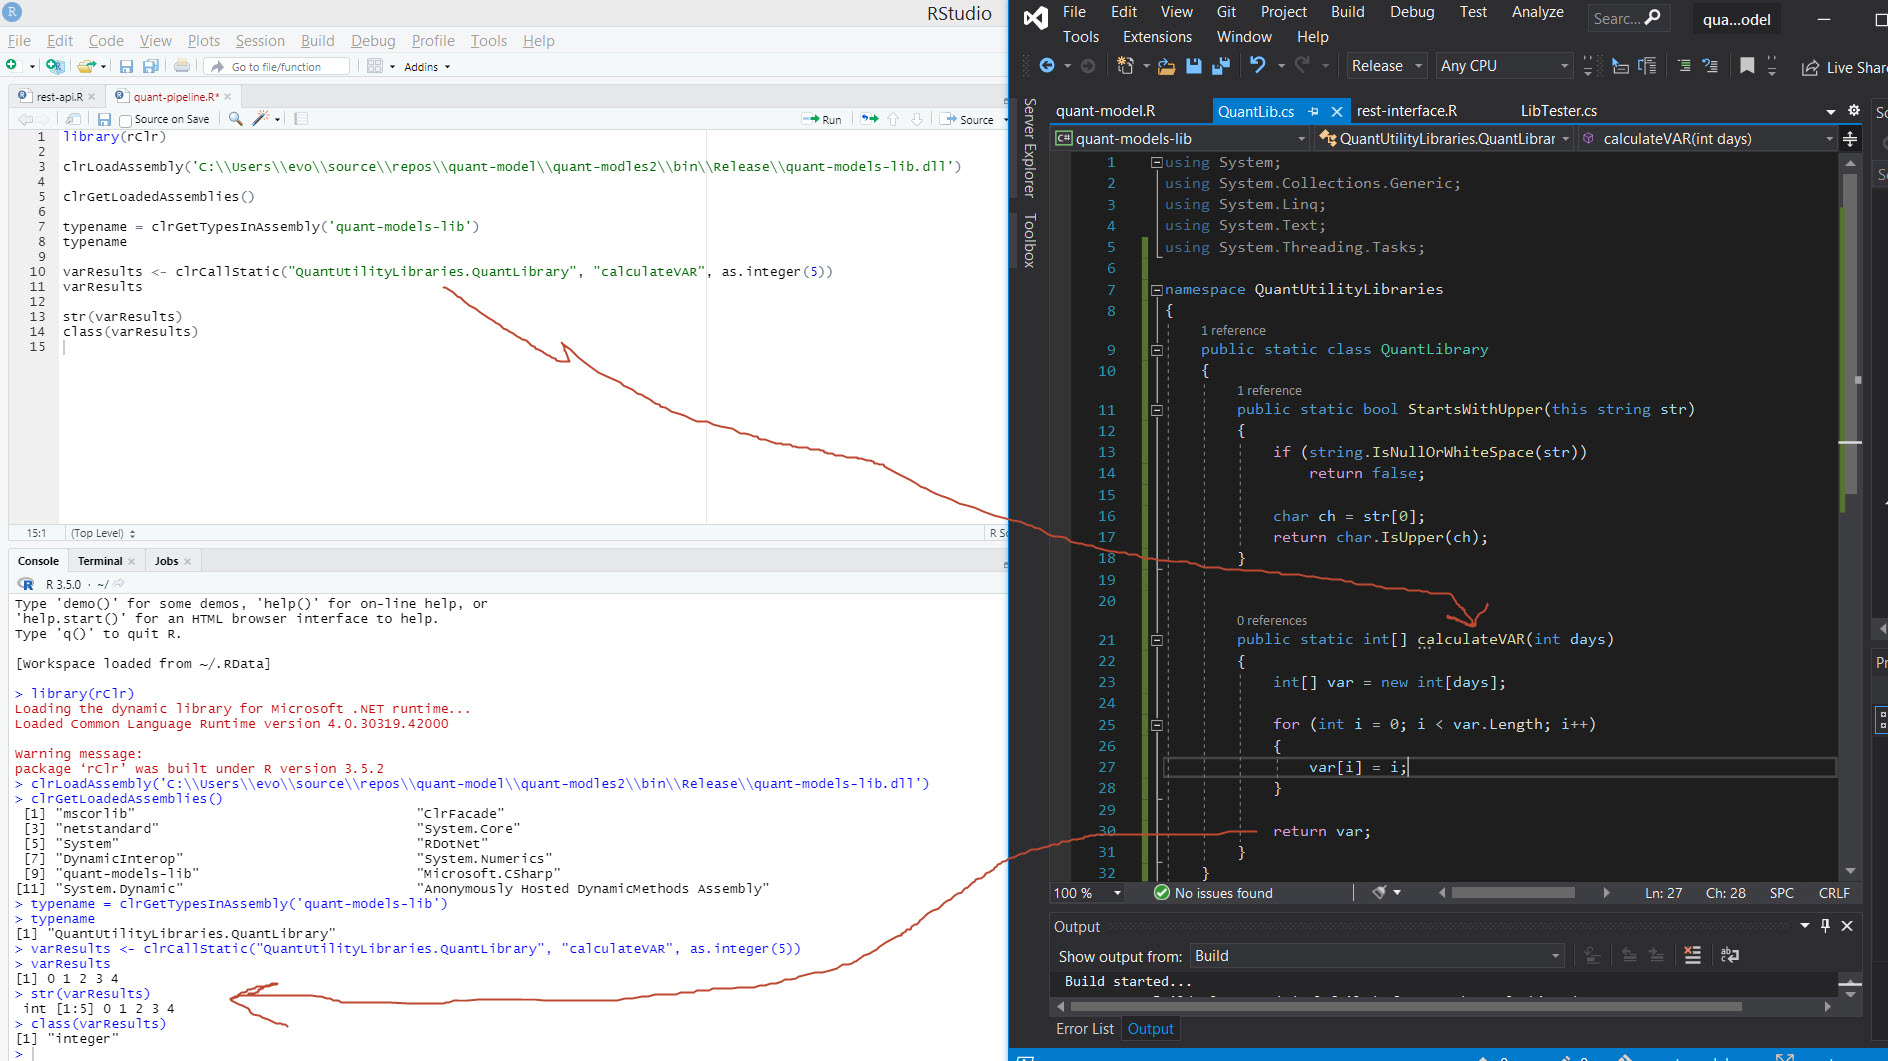 RStudio
File Edit Code View Plots Session Build Debug Profile Tools Help
Go to file/function Addins
rest-api.R quant-pipeline.R*
Source on Save Run Source
1 library(rClr)
2
3 clrLoadAssembly('C:\\Users\\evo\\source\\repos\\quant-model\\quant-modles2\\bin\\Release\\quant-models-lib.dll')
4
5 clrGetLoadedAssemblies()
6
7 typename = clrGetTypesInAssembly('quant-models-lib')
8 typename
9
10 varResults <- clrCallStatic("QuantUtilityLibraries.QuantLibrary", "calculateVAR", as.integer(5))
11 varResults
12
13 str(varResults)
14 class(varResults)
15
15:1 (Top Level) R Sc
Console Terminal Jobs
R 3.5.0 · ~/
Type 'demo()' for some demos, 'help()' for on-line help, or
'help.start()' for an HTML browser interface to help.
Type 'q()' to quit R.
[Workspace loaded from ~/.RData]
> library(rClr)
Loading the dynamic library for Microsoft .NET runtime...
Loaded Common Language Runtime version 4.0.30319.42000
Warning message:
package ‘rClr’ was built under R version 3.5.2
> clrLoadAssembly('C:\\Users\\evo\\source\\repos\\quant-model\\quant-modles2\\bin\\Release\\quant-models-lib.dll')
> clrGetLoadedAssemblies()
[1] "mscorlib" "ClrFacade"
[3] "netstandard" "System.Core"
[5] "System" "RDotNet"
[7] "DynamicInterop" "System.Numerics"
[9] "quant-models-lib" "Microsoft.CSharp"
[11] "System.Dynamic" "Anonymously Hosted DynamicMethods Assembly"
> typename = clrGetTypesInAssembly('quant-models-lib')
> typename
[1] "QuantUtilityLibraries.QuantLibrary"
> varResults <- clrCallStatic("QuantUtilityLibraries.QuantLibrary", "calculateVAR", as.integer(5))
> varResults
[1] 0 1 2 3 4
> str(varResults)
int [1:5] 0 1 2 3 4
> class(varResults)
[1] "integer"
>
File Edit View Git Project Build Debug Test Analyze Searc... qua...odel
Tools Extensions Window Help
Release Any CPU Live Share
Server Explorer
Toolbox
quant-model.R QuantLib.cs rest-interface.R LibTester.cs
quant-models-lib QuantUtilityLibraries.QuantLibrar calculateVAR(int days)
1 using System;
2 using System.Collections.Generic;
3 using System.Linq;
4 using System.Text;
5 using System.Threading.Tasks;
6
7 namespace QuantUtilityLibraries
8 {
1 reference
9 public static class QuantLibrary
10 {
1 reference
11 public static bool StartsWithUpper(this string str)
12 {
13 if (string.IsNullOrWhiteSpace(str))
14 return false;
15
16 char ch = str[0];
17 return char.IsUpper(ch);
18 }
19
20
0 references
21 public static int[] calculateVAR(int days)
22 {
23 int[] var = new int[days];
24
25 for (int i = 0; i < var.Length; i++)
26 {
27 var[i] = i;
28 }
29
30 return var;
31 }
32 }
100 % No issues found Ln: 27 Ch: 28 SPC CRLF
Output
Show output from: Build
Build started...
Error List Output